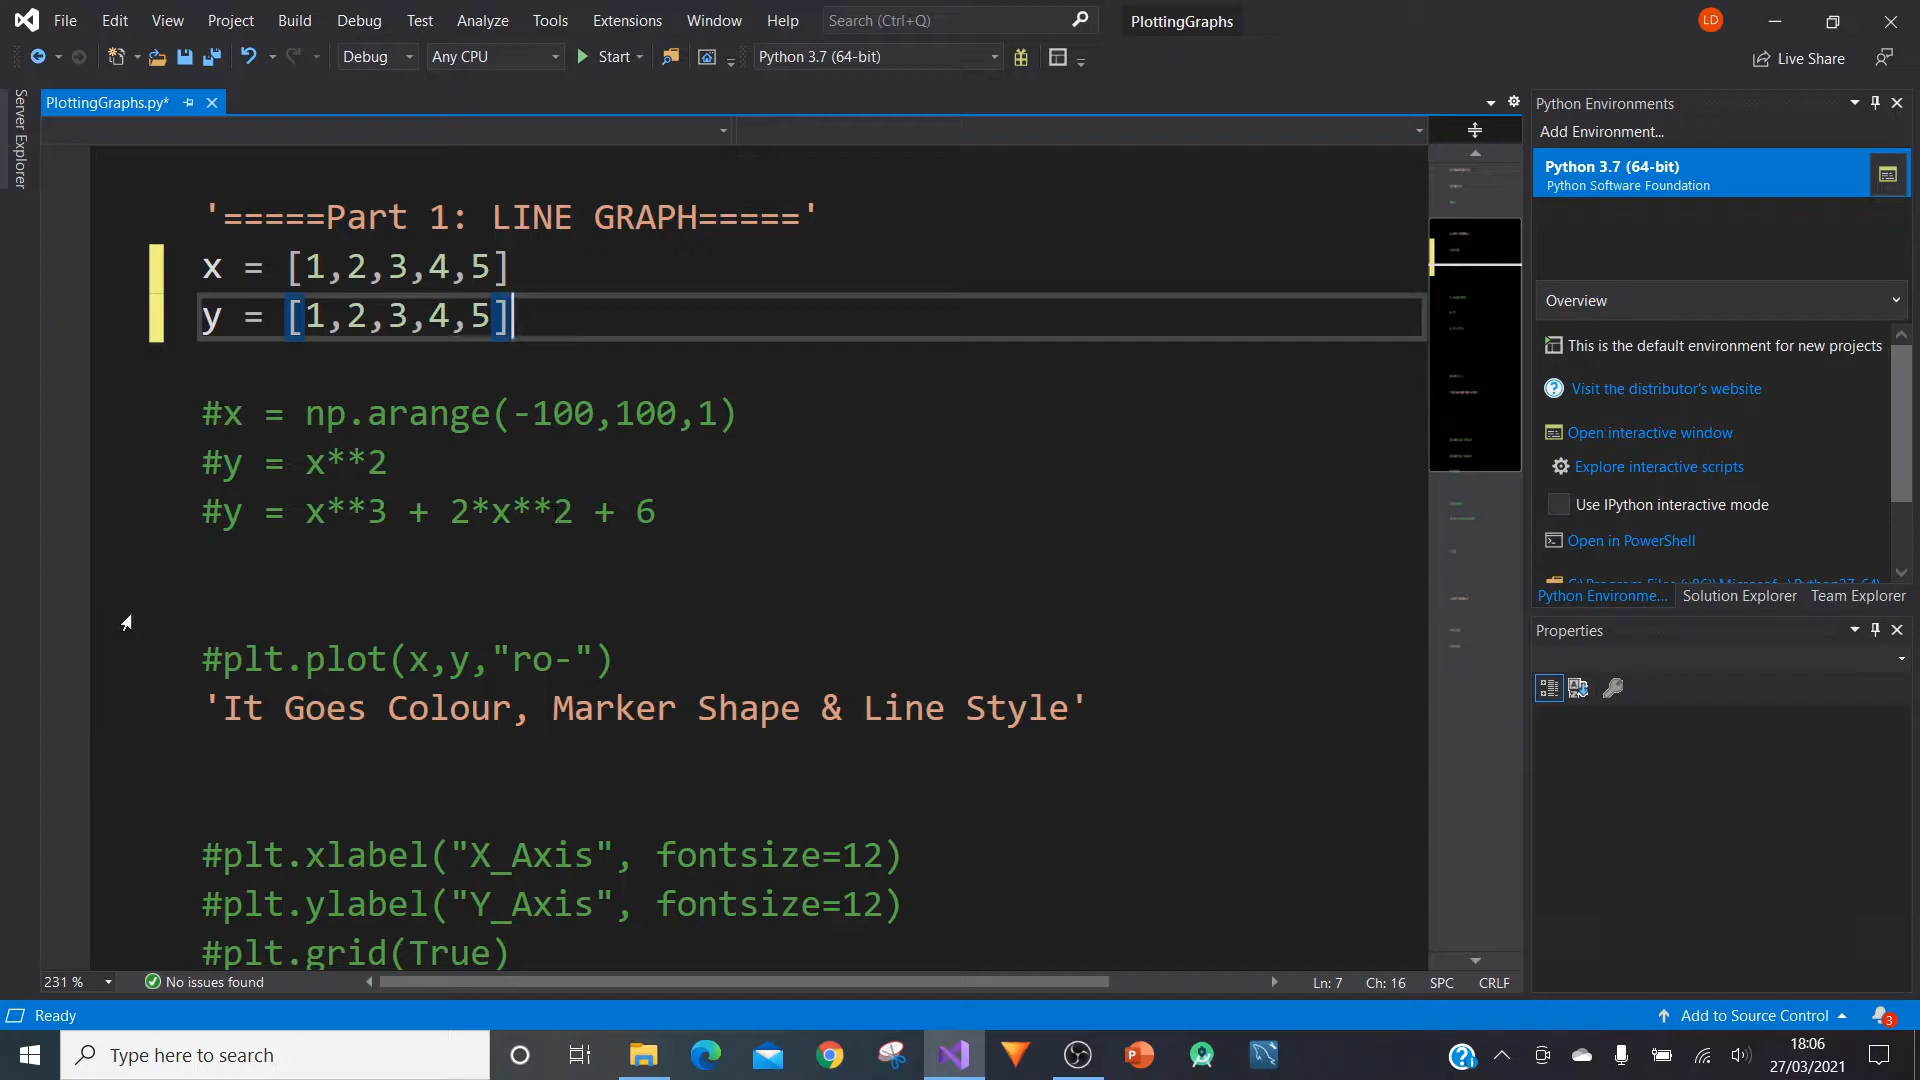 File Edit View Project Build Debug Test Analyze Tools Extensions Window Help Search (Ctrl+Q) PlottingGraphs LD
Debug Any CPU Start Python 3.7 (64-bit) Live Share
Server Explorer
PlottingGraphs.py*
'=====Part 1: LINE GRAPH====='
x = [1,2,3,4,5]
y = [1,2,3,4,5]
#x = np.arange(-100,100,1)
#y = x**2
#y = x**3 + 2*x**2 + 6
#plt.plot(x,y,"ro-")
'It Goes Colour, Marker Shape & Line Style'
#plt.xlabel("X_Axis", fontsize=12)
#plt.ylabel("Y_Axis", fontsize=12)
#plt.grid(True)
231 % No issues found Ln: 7 Ch: 16 SPC CRLF
Python Environments
Add Environment...
Python 3.7 (64-bit)
Python Software Foundation
Overview
This is the default environment for new projects
Visit the distributor's website
Open interactive window
Explore interactive scripts
Use IPython interactive mode
Open in PowerShell
Python Environme... Solution Explorer Team Explorer
Properties
Ready Add to Source Control 3
Type here to search
18:06
27/03/2021